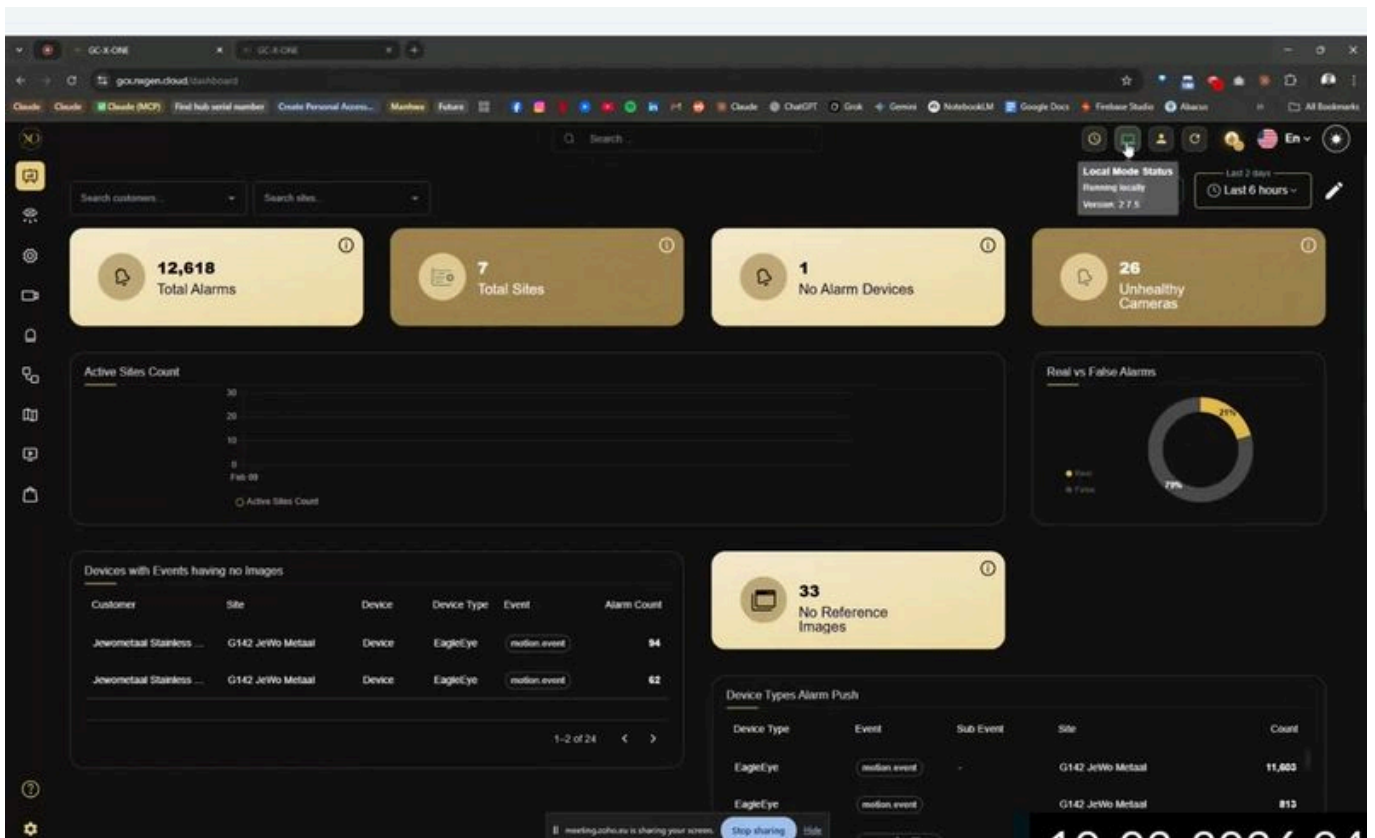 GC-X-ONE
GC-X-ONE
gcx.nxgen.cloud/dashboard
Claude
Claude
Claude (MCP)
Find hub serial number
Create Personal Access...
Manhwa
Future
Claude
ChatGPT
Grok
Gemini
NotebookLM
Google Docs
Firebase Studio
Abacus
All Bookmarks
Search ...
En
Local Mode Status
Running locally
Version: 2.7.5
Search customers...
Search sites...
Last 2 days
Last 6 hours
12,618
Total Alarms
7
Total Sites
1
No Alarm Devices
26
Unhealthy
Cameras
Active Sites Count
30
20
10
0
Feb 09
Active Sites Count
Real vs False Alarms
21%
79%
Real
False
Devices with Events having no Images
Customer Site Device Device Type Event Alarm Count
Jewometaal Stainless ... G142 JeWo Metaal Device EagleEye motion.event 94
Jewometaal Stainless ... G142 JeWo Metaal Device EagleEye motion.event 62
1–2 of 24
33
No Reference
Images
Device Types Alarm Push
Device Type Event Sub Event Site Count
EagleEye motion.event - G142 JeWo Metaal 11,603
EagleEye motion.event G142 JeWo Metaal 813
meeting.zoho.eu is sharing your screen.
Stop sharing
Hide